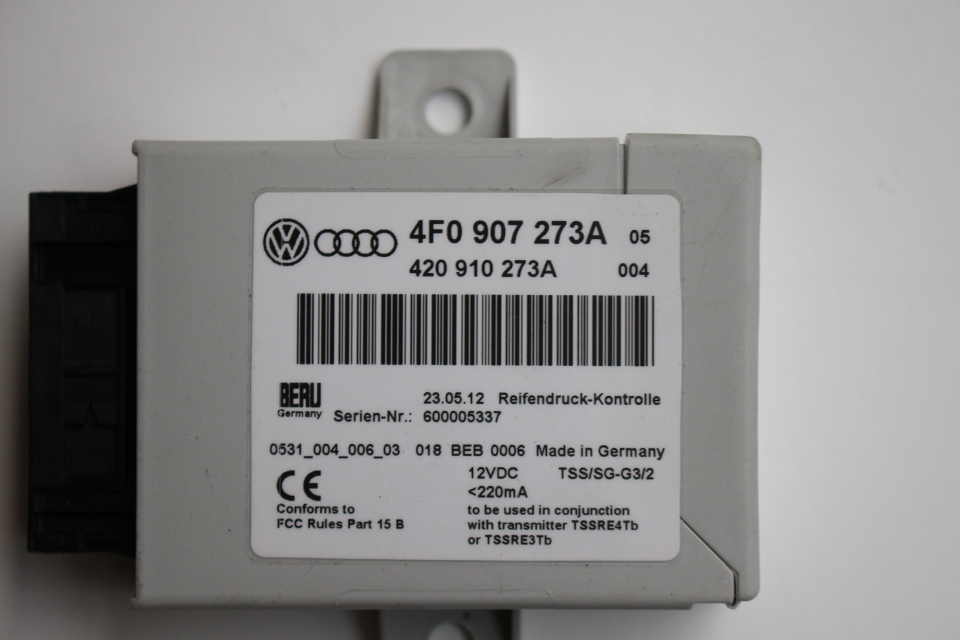 4F0 907 273A 05
420 910 273A 004
BERU
Germany
23.05.12 Reifendruck-Kontrolle
Serien-Nr.: 600005337
0531_004_006_03 018 BEB 0006 Made in Germany
CE
12VDC TSS/SG-G3/2
<220mA
Conforms to
FCC Rules Part 15 B
to be used in conjunction
with transmitter TSSRE4Tb
or TSSRE3Tb